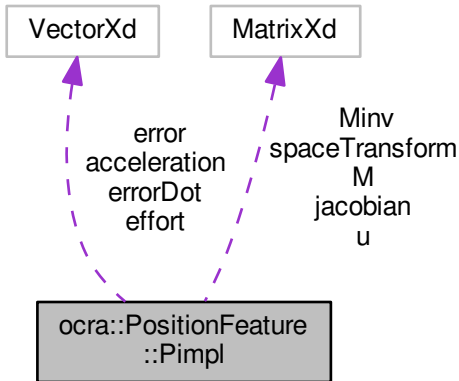 VectorXd
MatrixXd
error
acceleration
errorDot
effort
Minv
spaceTransform
M
jacobian
u
ocra::PositionFeature
::Pimpl